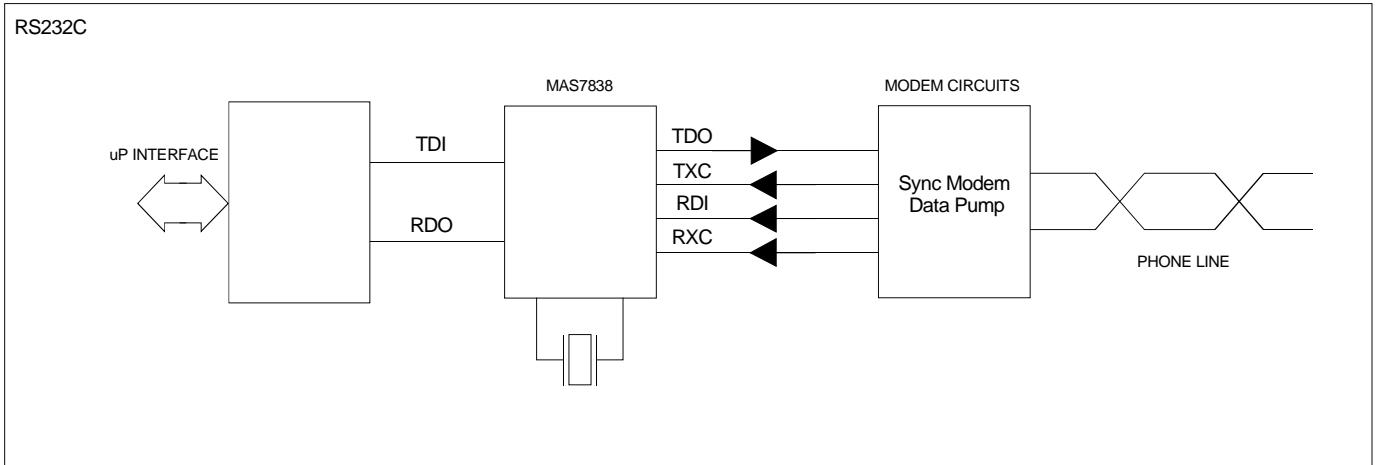 RS232C
MAS7838
MODEM CIRCUITS
uP INTERFACE
TDI
RDO
TDO
TXC
RDI
RXC
Sync Modem
Data Pump
PHONE LINE